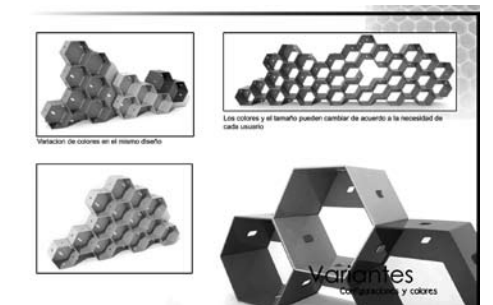 Variacion de colores en el mismo diseño
Los colores y el tamaño pueden cambiar de acuerdo a la necesidad de
cada usuario
Variantes
Configuraciones y colores